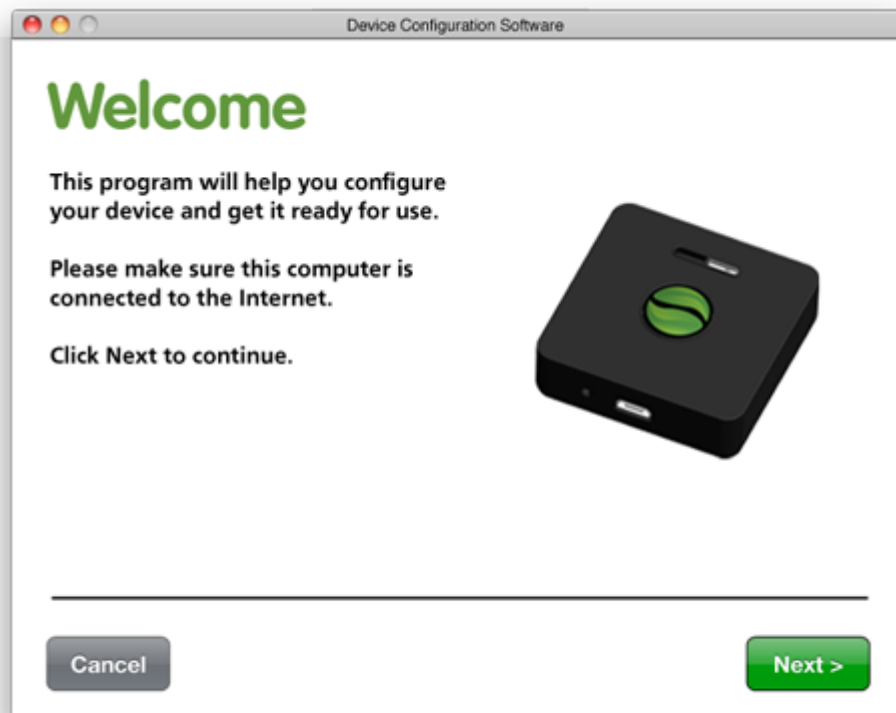 Device Configuration Software
Welcome
This program will help you configure
your device and get it ready for use.
Please make sure this computer is
connected to the Internet.
Click Next to continue.
Cancel
Next >